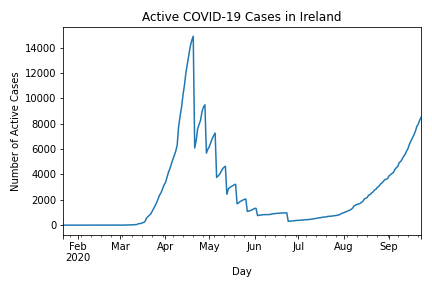 Active COVID-19 Cases in Ireland
Number of Active Cases
14000
12000
10000
8000
6000
4000
2000
0
Feb Mar Apr May Jun Jul Aug Sep
2020
Day